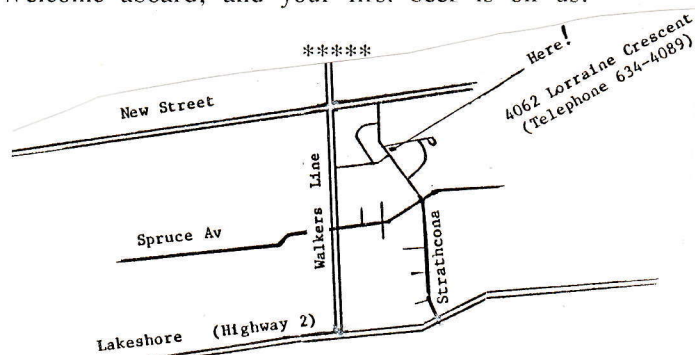 Welcome aboard, and your first beer is on us!
*****
Here!
4062 Lorraine Crescent
(Telephone 634-4089)
New Street
Walkers Line
Spruce Av
Strathcona
Lakeshore (Highway 2)